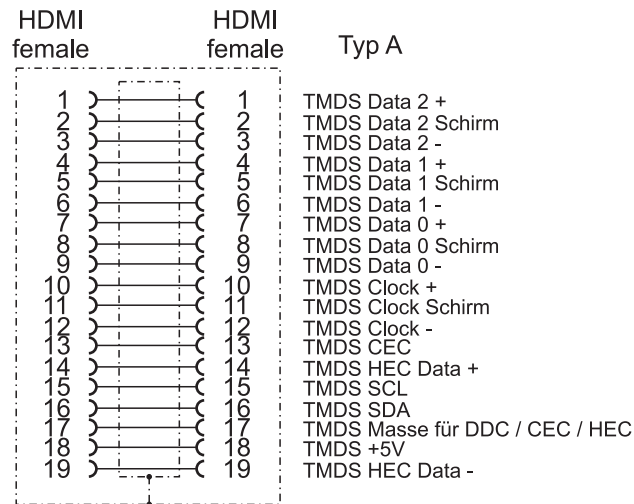 HDMI female HDMI female Typ A
1 1 TMDS Data 2 +
2 2 TMDS Data 2 Schirm
3 3 TMDS Data 2 -
4 4 TMDS Data 1 +
5 5 TMDS Data 1 Schirm
6 6 TMDS Data 1 -
7 7 TMDS Data 0 +
8 8 TMDS Data 0 Schirm
9 9 TMDS Data 0 -
10 10 TMDS Clock +
11 11 TMDS Clock Schirm
12 12 TMDS Clock -
13 13 TMDS CEC
14 14 TMDS HEC Data +
15 15 TMDS SCL
16 16 TMDS SDA
17 17 TMDS Masse für DDC / CEC / HEC
18 18 TMDS +5V
19 19 TMDS HEC Data -